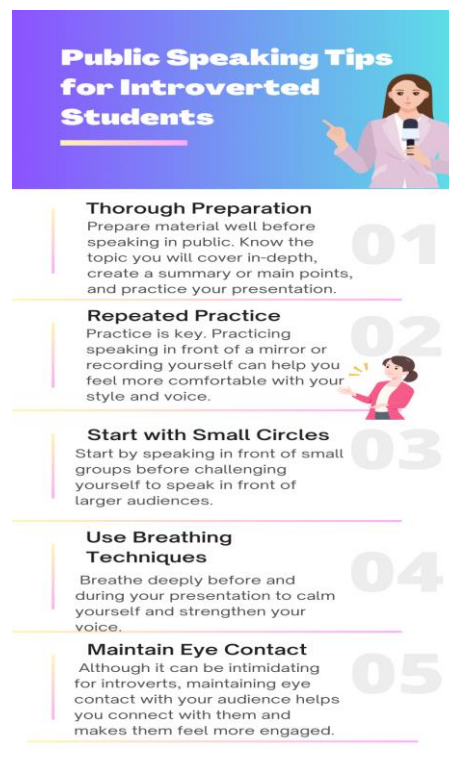 Public Speaking Tips
for Introverted
Students
Thorough Preparation
Prepare material well before
speaking in public. Know the
topic you will cover in-depth,
create a summary or main points,
and practice your presentation.
01
Repeated Practice
Practice is key. Practicing
speaking in front of a mirror or
recording yourself can help you
feel more comfortable with your
style and voice.
02
Start with Small Circles
Start by speaking in front of small
groups before challenging
yourself to speak in front of
larger audiences.
03
Use Breathing
Techniques
Breathe deeply before and
during your presentation to calm
yourself and strengthen your
voice.
04
Maintain Eye Contact
Although it can be intimidating
for introverts, maintaining eye
contact with your audience helps
you connect with them and
makes them feel more engaged.
05